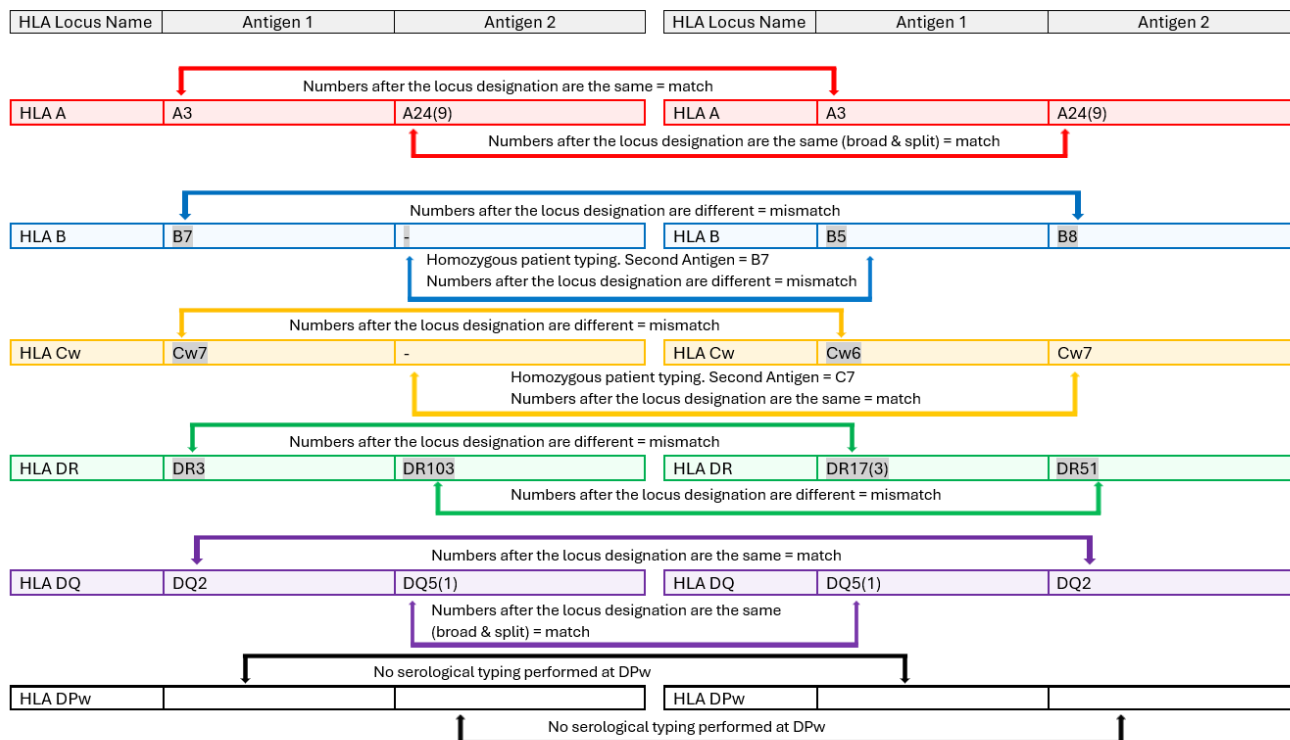 HLA Locus Name Antigen 1 Antigen 2 HLA Locus Name Antigen 1 Antigen 2
Numbers after the locus designation are the same = match
HLA A A3 A24(9) HLA A A3 A24(9)
Numbers after the locus designation are the same (broad & split) = match
Numbers after the locus designation are different = mismatch
HLA B B7 - HLA B B5 B8
Homozygous patient typing. Second Antigen = B7
Numbers after the locus designation are different = mismatch
Numbers after the locus designation are different = mismatch
HLA Cw Cw7 - HLA Cw Cw6 Cw7
Homozygous patient typing. Second Antigen = C7
Numbers after the locus designation are the same = match
Numbers after the locus designation are different = mismatch
HLA DR DR3 DR103 HLA DR DR17(3) DR51
Numbers after the locus designation are different = mismatch
Numbers after the locus designation are the same = match
HLA DQ DQ2 DQ5(1) HLA DQ DQ5(1) DQ2
Numbers after the locus designation are the same
(broad & split) = match
No serological typing performed at DPw
HLA DPw HLA DPw
No serological typing performed at DPw